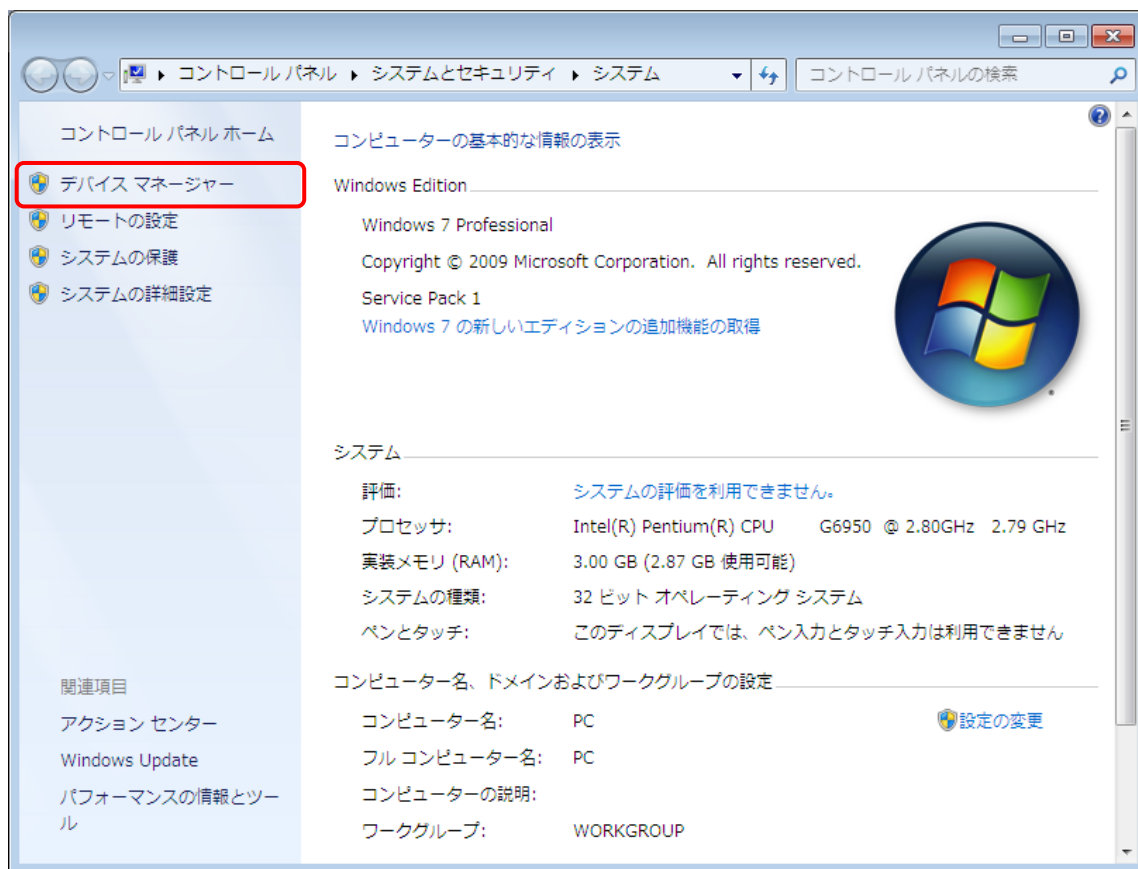 コントロール パネル ▸ システムとセキュリティ ▸ システム
コントロール パネルの検索
コントロール パネル ホーム
デバイス マネージャー
リモートの設定
システムの保護
システムの詳細設定
コンピューターの基本的な情報の表示
Windows Edition
Windows 7 Professional
Copyright © 2009 Microsoft Corporation. All rights reserved.
Service Pack 1
Windows 7 の新しいエディションの追加機能の取得
システム
評価: システムの評価を利用できません。
プロセッサ: Intel(R) Pentium(R) CPU G6950 @ 2.80GHz 2.79 GHz
実装メモリ (RAM): 3.00 GB (2.87 GB 使用可能)
システムの種類: 32 ビット オペレーティング システム
ペンとタッチ: このディスプレイでは、ペン入力とタッチ入力は利用できません
コンピューター名、ドメインおよびワークグループの設定
コンピューター名: PC 設定の変更
フル コンピューター名: PC
コンピューターの説明:
ワークグループ: WORKGROUP
関連項目
アクション センター
Windows Update
パフォーマンスの情報とツー
ル